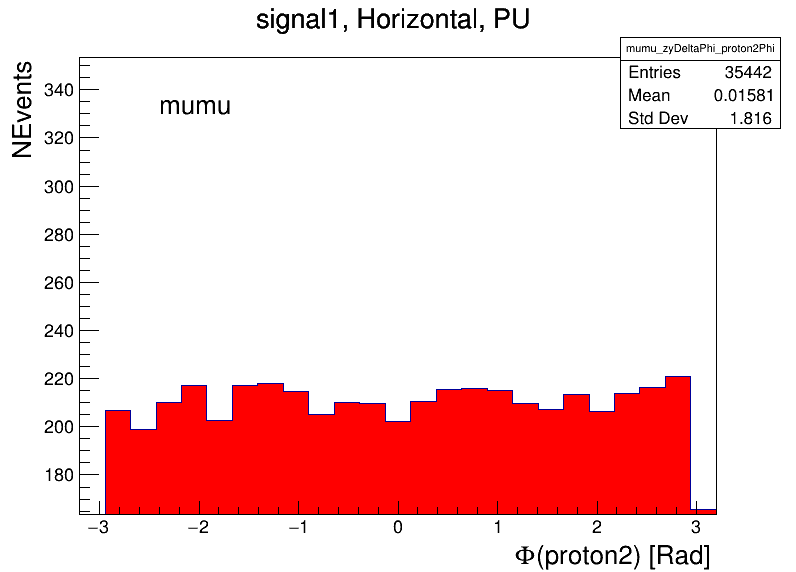 signal1, Horizontal, PU
mumu_zyDeltaPhi_proton2Phi
Entries 35442
Mean 0.01581
Std Dev 1.816
NEvents
mumu
340
320
300
280
260
240
220
200
180
−3 −2 −1 0 1 2 3
Φ(proton2) [Rad]